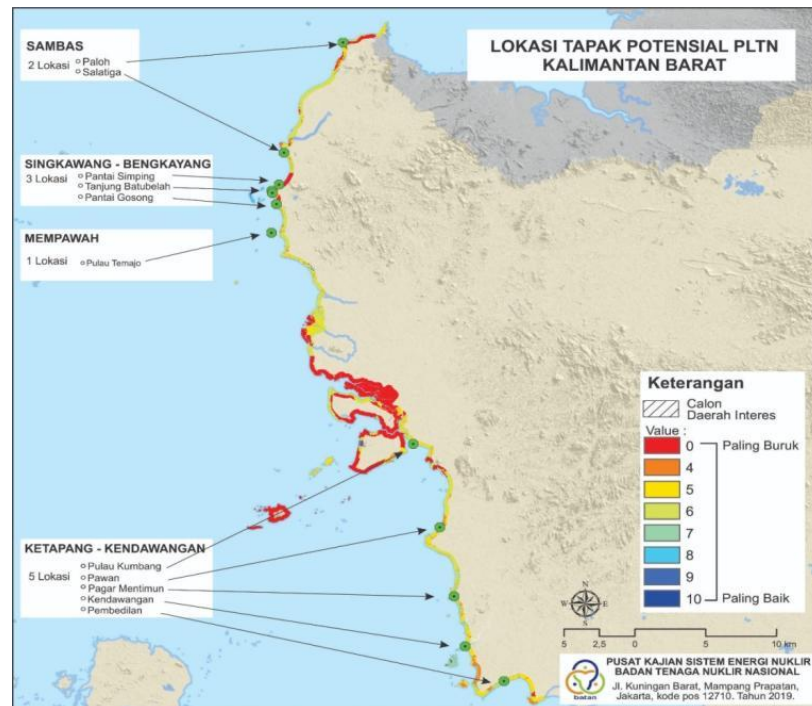 LOKASI TAPAK POTENSIAL PLTN
KALIMANTAN BARAT
SAMBAS
2 Lokasi
Paloh
Salatiga
SINGKAWANG - BENGKAYANG
3 Lokasi
Pantai Simping
Tanjung Batubelah
Pantai Gosong
MEMPAWAH
1 Lokasi
Pulau Temajo
KETAPANG - KENDAWANGAN
5 Lokasi
Pulau Kumbang
Pawan
Pagar Mentimun
Kendawangan
Pembedilan
Keterangan
Calon
Daerah Interes
Value :
0 Paling Buruk
4
5
6
7
8
9
10 Paling Baik
N
W E
S
5 2,5 0 5 10 km
batan
PUSAT KAJIAN SISTEM ENERGI NUKLIR
BADAN TENAGA NUKLIR NASIONAL
Jl. Kuningan Barat, Mampang Prapatan,
Jakarta, kode pos 12710. Tahun 2019.